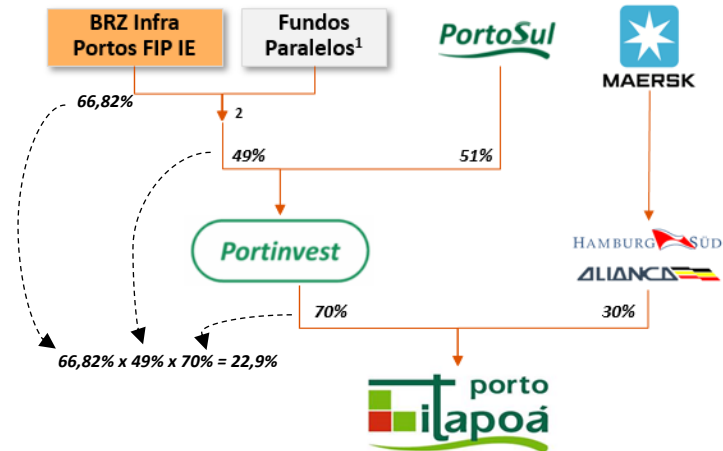 BRZ Infra
Portos FIP IE
Fundos
Paralelos¹
PortoSul
MAERSK
66,82%
2
49%
51%
Portinvest
HAMBURG SÜD
ALIANCA
70%
30%
66,82% x 49% x 70% = 22,9%
porto
itapoá